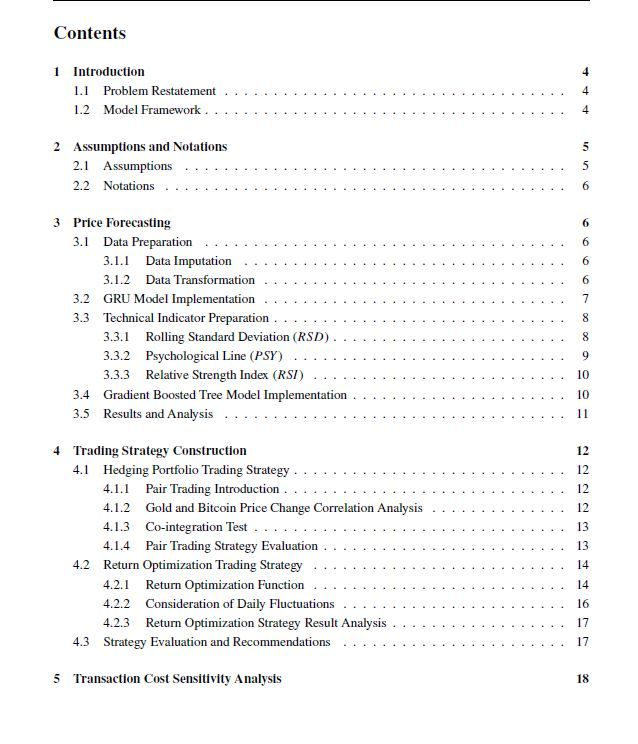 Contents
1 Introduction 4
1.1 Problem Restatement . . . . . . . . . . . . . . . . . . . . . . . . . . . . . . . . . . . 4
1.2 Model Framework . . . . . . . . . . . . . . . . . . . . . . . . . . . . . . . . . . . . . 4
2 Assumptions and Notations 5
2.1 Assumptions . . . . . . . . . . . . . . . . . . . . . . . . . . . . . . . . . . . . . . . 5
2.2 Notations . . . . . . . . . . . . . . . . . . . . . . . . . . . . . . . . . . . . . . . . . 6
3 Price Forecasting 6
3.1 Data Preparation . . . . . . . . . . . . . . . . . . . . . . . . . . . . . . . . . . . . . 6
3.1.1 Data Imputation . . . . . . . . . . . . . . . . . . . . . . . . . . . . . . . . . 6
3.1.2 Data Transformation . . . . . . . . . . . . . . . . . . . . . . . . . . . . . . . 6
3.2 GRU Model Implementation . . . . . . . . . . . . . . . . . . . . . . . . . . . . . . . 7
3.3 Technical Indicator Preparation . . . . . . . . . . . . . . . . . . . . . . . . . . . . . . 8
3.3.1 Rolling Standard Deviation (RSD) . . . . . . . . . . . . . . . . . . . . . . . . 8
3.3.2 Psychological Line (PSY) . . . . . . . . . . . . . . . . . . . . . . . . . . . . 9
3.3.3 Relative Strength Index (RSI) . . . . . . . . . . . . . . . . . . . . . . . . . . 10
3.4 Gradient Boosted Tree Model Implementation . . . . . . . . . . . . . . . . . . . . . . 10
3.5 Results and Analysis . . . . . . . . . . . . . . . . . . . . . . . . . . . . . . . . . . . 11
4 Trading Strategy Construction 12
4.1 Hedging Portfolio Trading Strategy . . . . . . . . . . . . . . . . . . . . . . . . . . . . 12
4.1.1 Pair Trading Introduction . . . . . . . . . . . . . . . . . . . . . . . . . . . . . 12
4.1.2 Gold and Bitcoin Price Change Correlation Analysis . . . . . . . . . . . . . . 12
4.1.3 Co-integration Test . . . . . . . . . . . . . . . . . . . . . . . . . . . . . . . . 13
4.1.4 Pair Trading Strategy Evaluation . . . . . . . . . . . . . . . . . . . . . . . . . 13
4.2 Return Optimization Trading Strategy . . . . . . . . . . . . . . . . . . . . . . . . . . 14
4.2.1 Return Optimization Function . . . . . . . . . . . . . . . . . . . . . . . . . . 14
4.2.2 Consideration of Daily Fluctuations . . . . . . . . . . . . . . . . . . . . . . . 16
4.2.3 Return Optimization Strategy Result Analysis . . . . . . . . . . . . . . . . . . 17
4.3 Strategy Evaluation and Recommendations . . . . . . . . . . . . . . . . . . . . . . . 17
5 Transaction Cost Sensitivity Analysis 18